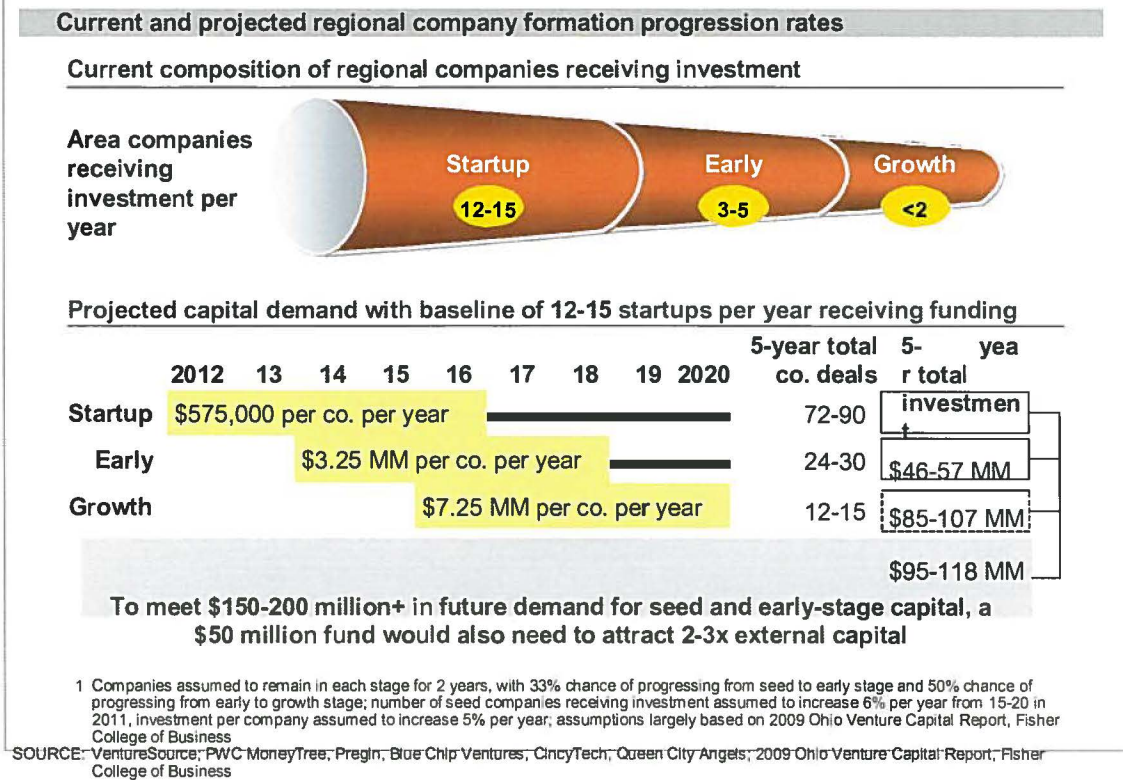 Current and projected regional company formation progression rates
Current composition of regional companies receiving investment
Area companies
receiving
investment per
year
Startup
12-15
Early
3-5
Growth
<2
Projected capital demand with baseline of 12-15 startups per year receiving funding
5-year total 5- yea
2012 13 14 15 16 17 18 19 2020 co. deals r total
investmen
t
Startup $575,000 per co. per year 72-90
Early $3.25 MM per co. per year 24-30 $46-57 MM
Growth $7.25 MM per co. per year 12-15 $85-107 MM
$95-118 MM
To meet $150-200 million+ in future demand for seed and early-stage capital, a
$50 million fund would also need to attract 2-3x external capital
1 Companies assumed to remain in each stage for 2 years, with 33% chance of progressing from seed to early stage and 50% chance of
progressing from early to growth stage; number of seed companies receiving investment assumed to increase 6% per year from 15-20 in
2011, investment per company assumed to increase 5% per year; assumptions largely based on 2009 Ohio Venture Capital Report, Fisher
College of Business
SOURCE: VentureSource; PWC MoneyTree; Preqin; Blue Chip Ventures; CincyTech; Queen City Angels; 2009 Ohio Venture Capital Report, Fisher
College of Business